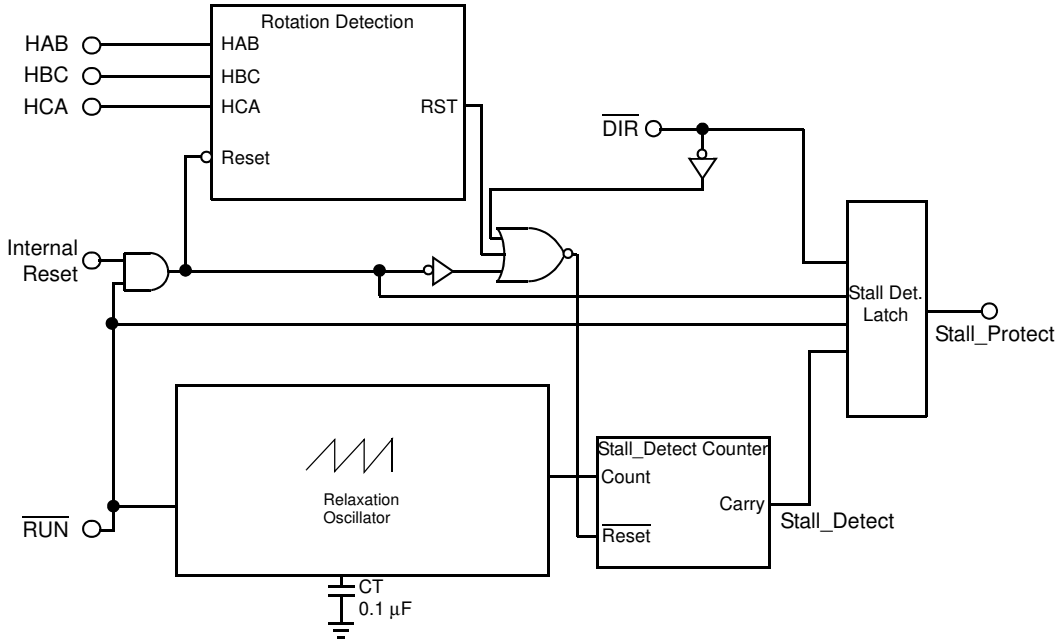 Rotation Detection
HAB
HAB
HBC
HBC
HCA
HCA
RST
DIR
Reset
Internal
Reset
Stall Det.
Latch
Stall_Protect
Stall_Detect Counter
Count
Relaxation
Oscillator
Carry
Stall_Detect
RUN
Reset
CT
0.1 μF